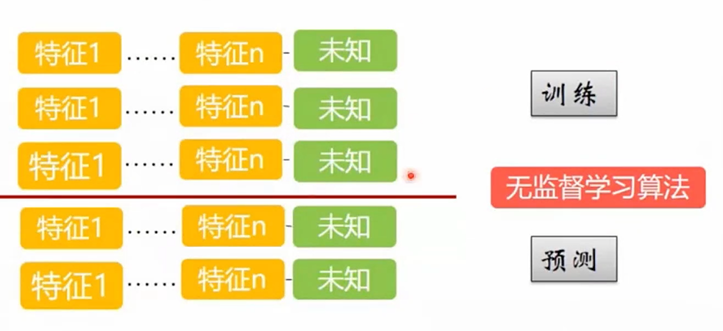 特征1 ...... 特征n - 未知
特征1 ...... 特征n - 未知
特征1 ...... 特征n - 未知
训练
无监督学习算法
特征1 ...... 特征n - 未知
特征1 ...... 特征n - 未知
预测